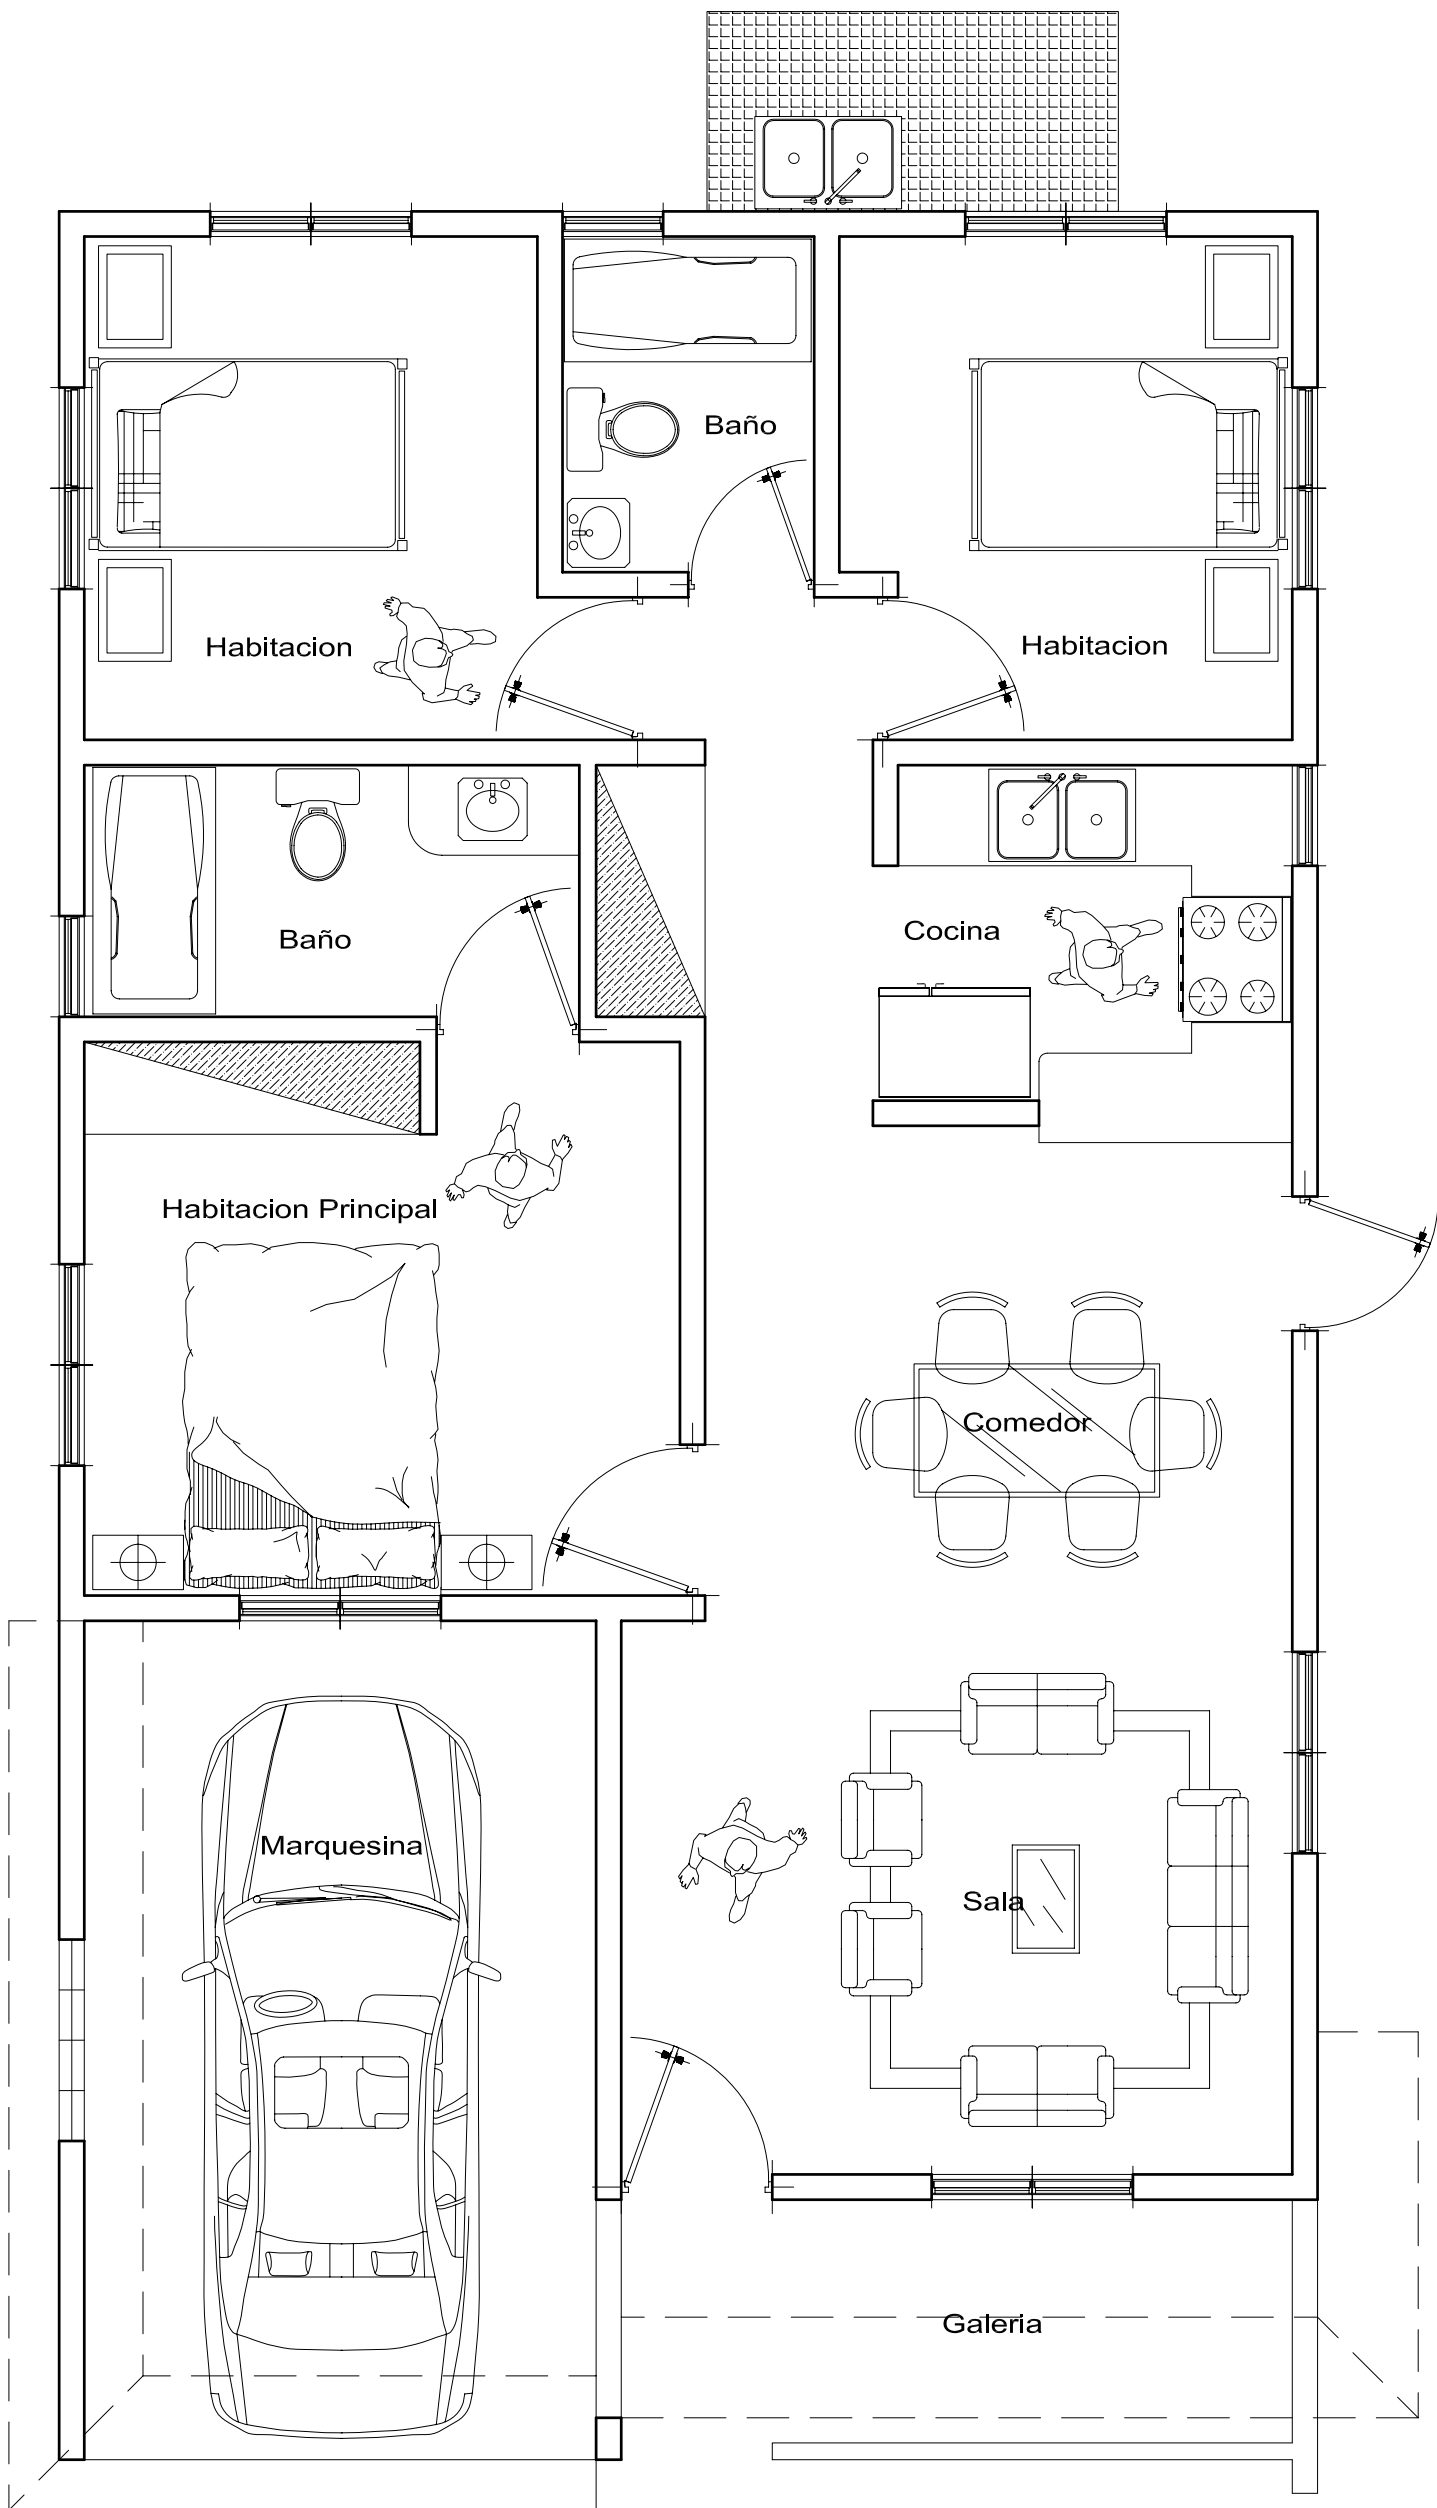 Baño
Habitacion
Habitacion
Cocina
Baño
Habitacion Principal
Comedor
Marquesina
Sala
Galeria